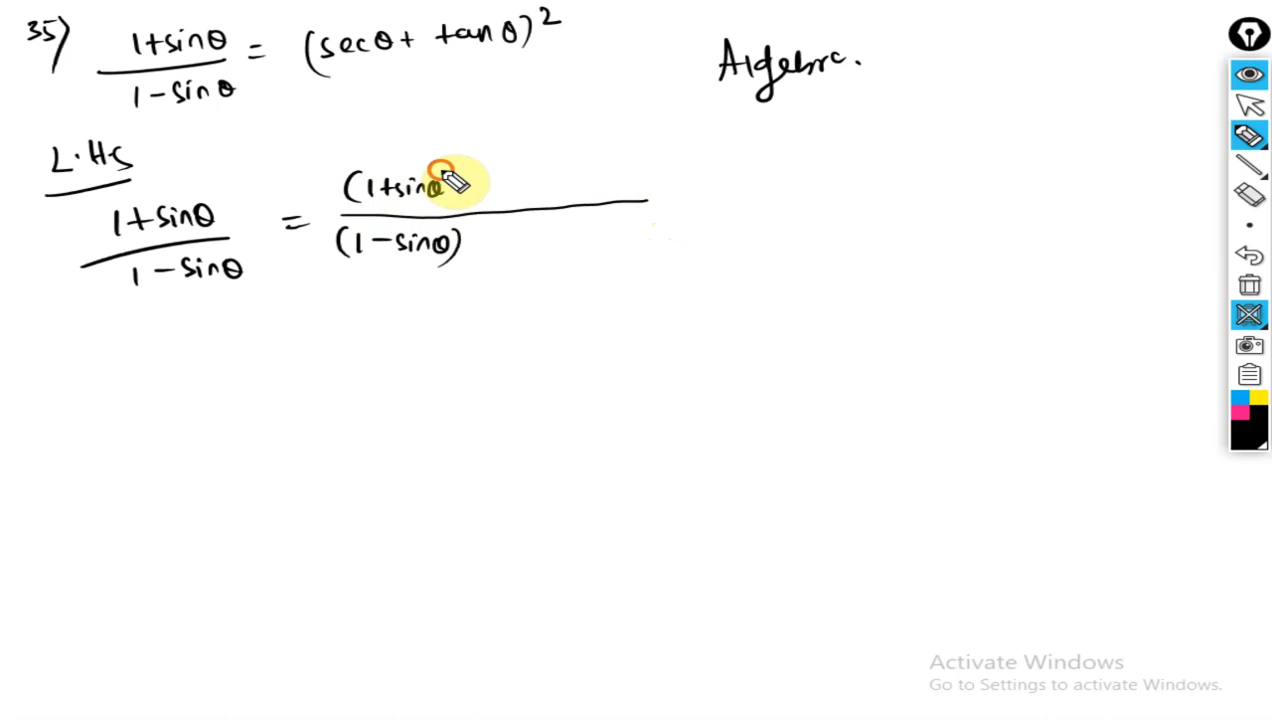 35) 1+sinθ / 1-sinθ = (secθ + tanθ)²
Algebra.
L.HS
1+sinθ / 1-sinθ = (1+sinθ / (1-sinθ)
Activate Windows
Go to Settings to activate Windows.